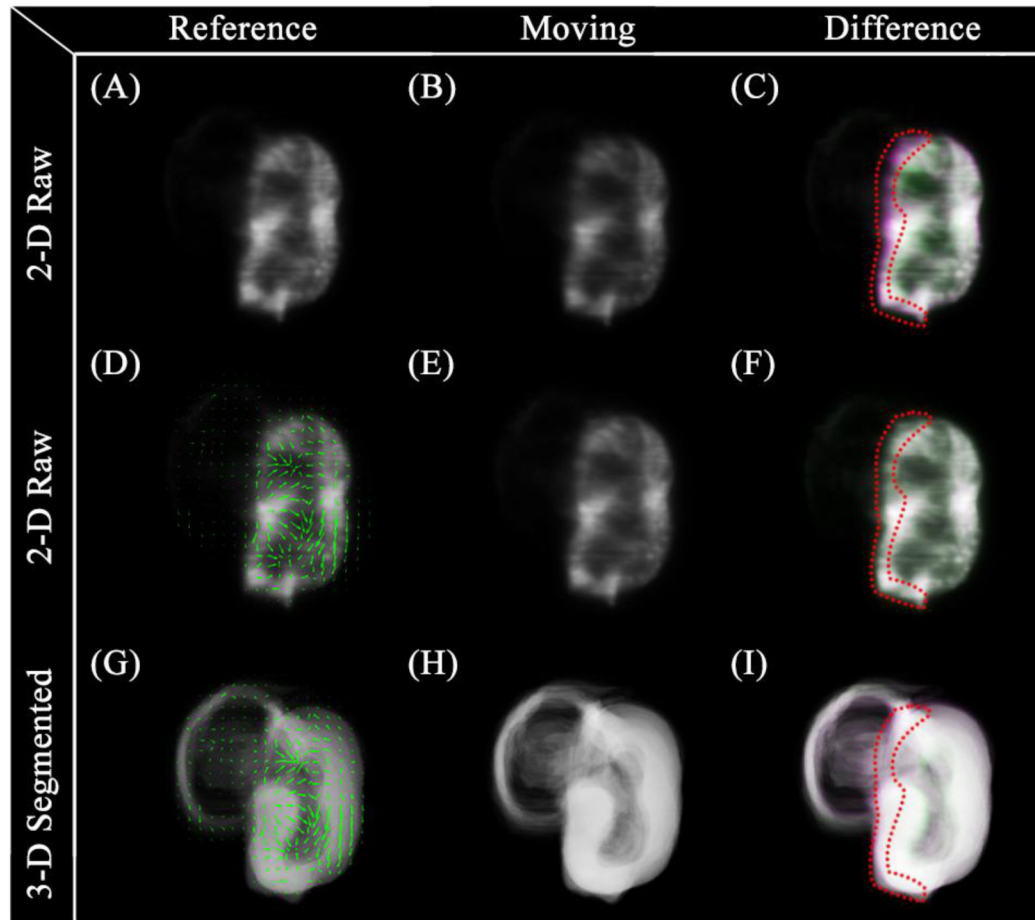 Reference Moving Difference
2-D Raw
(A) (B) (C)
2-D Raw
(D) (E) (F)
3-D Segmented
(G) (H) (I)